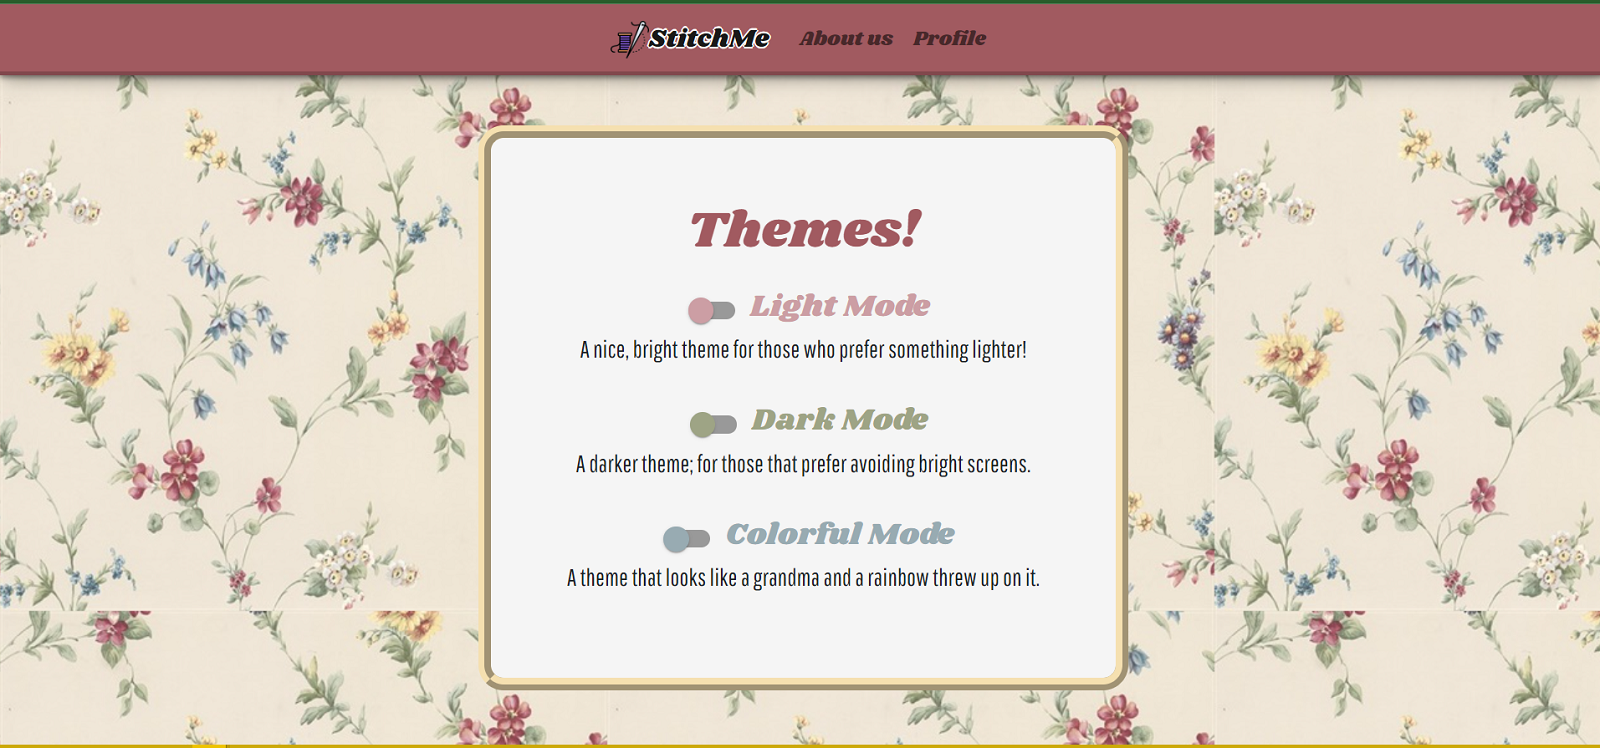 StitchMe About us Profile
Themes!
Light Mode
A nice, bright theme for those who prefer something lighter!
Dark Mode
A darker theme; for those that prefer avoiding bright screens.
Colorful Mode
A theme that looks like a grandma and a rainbow threw up on it.